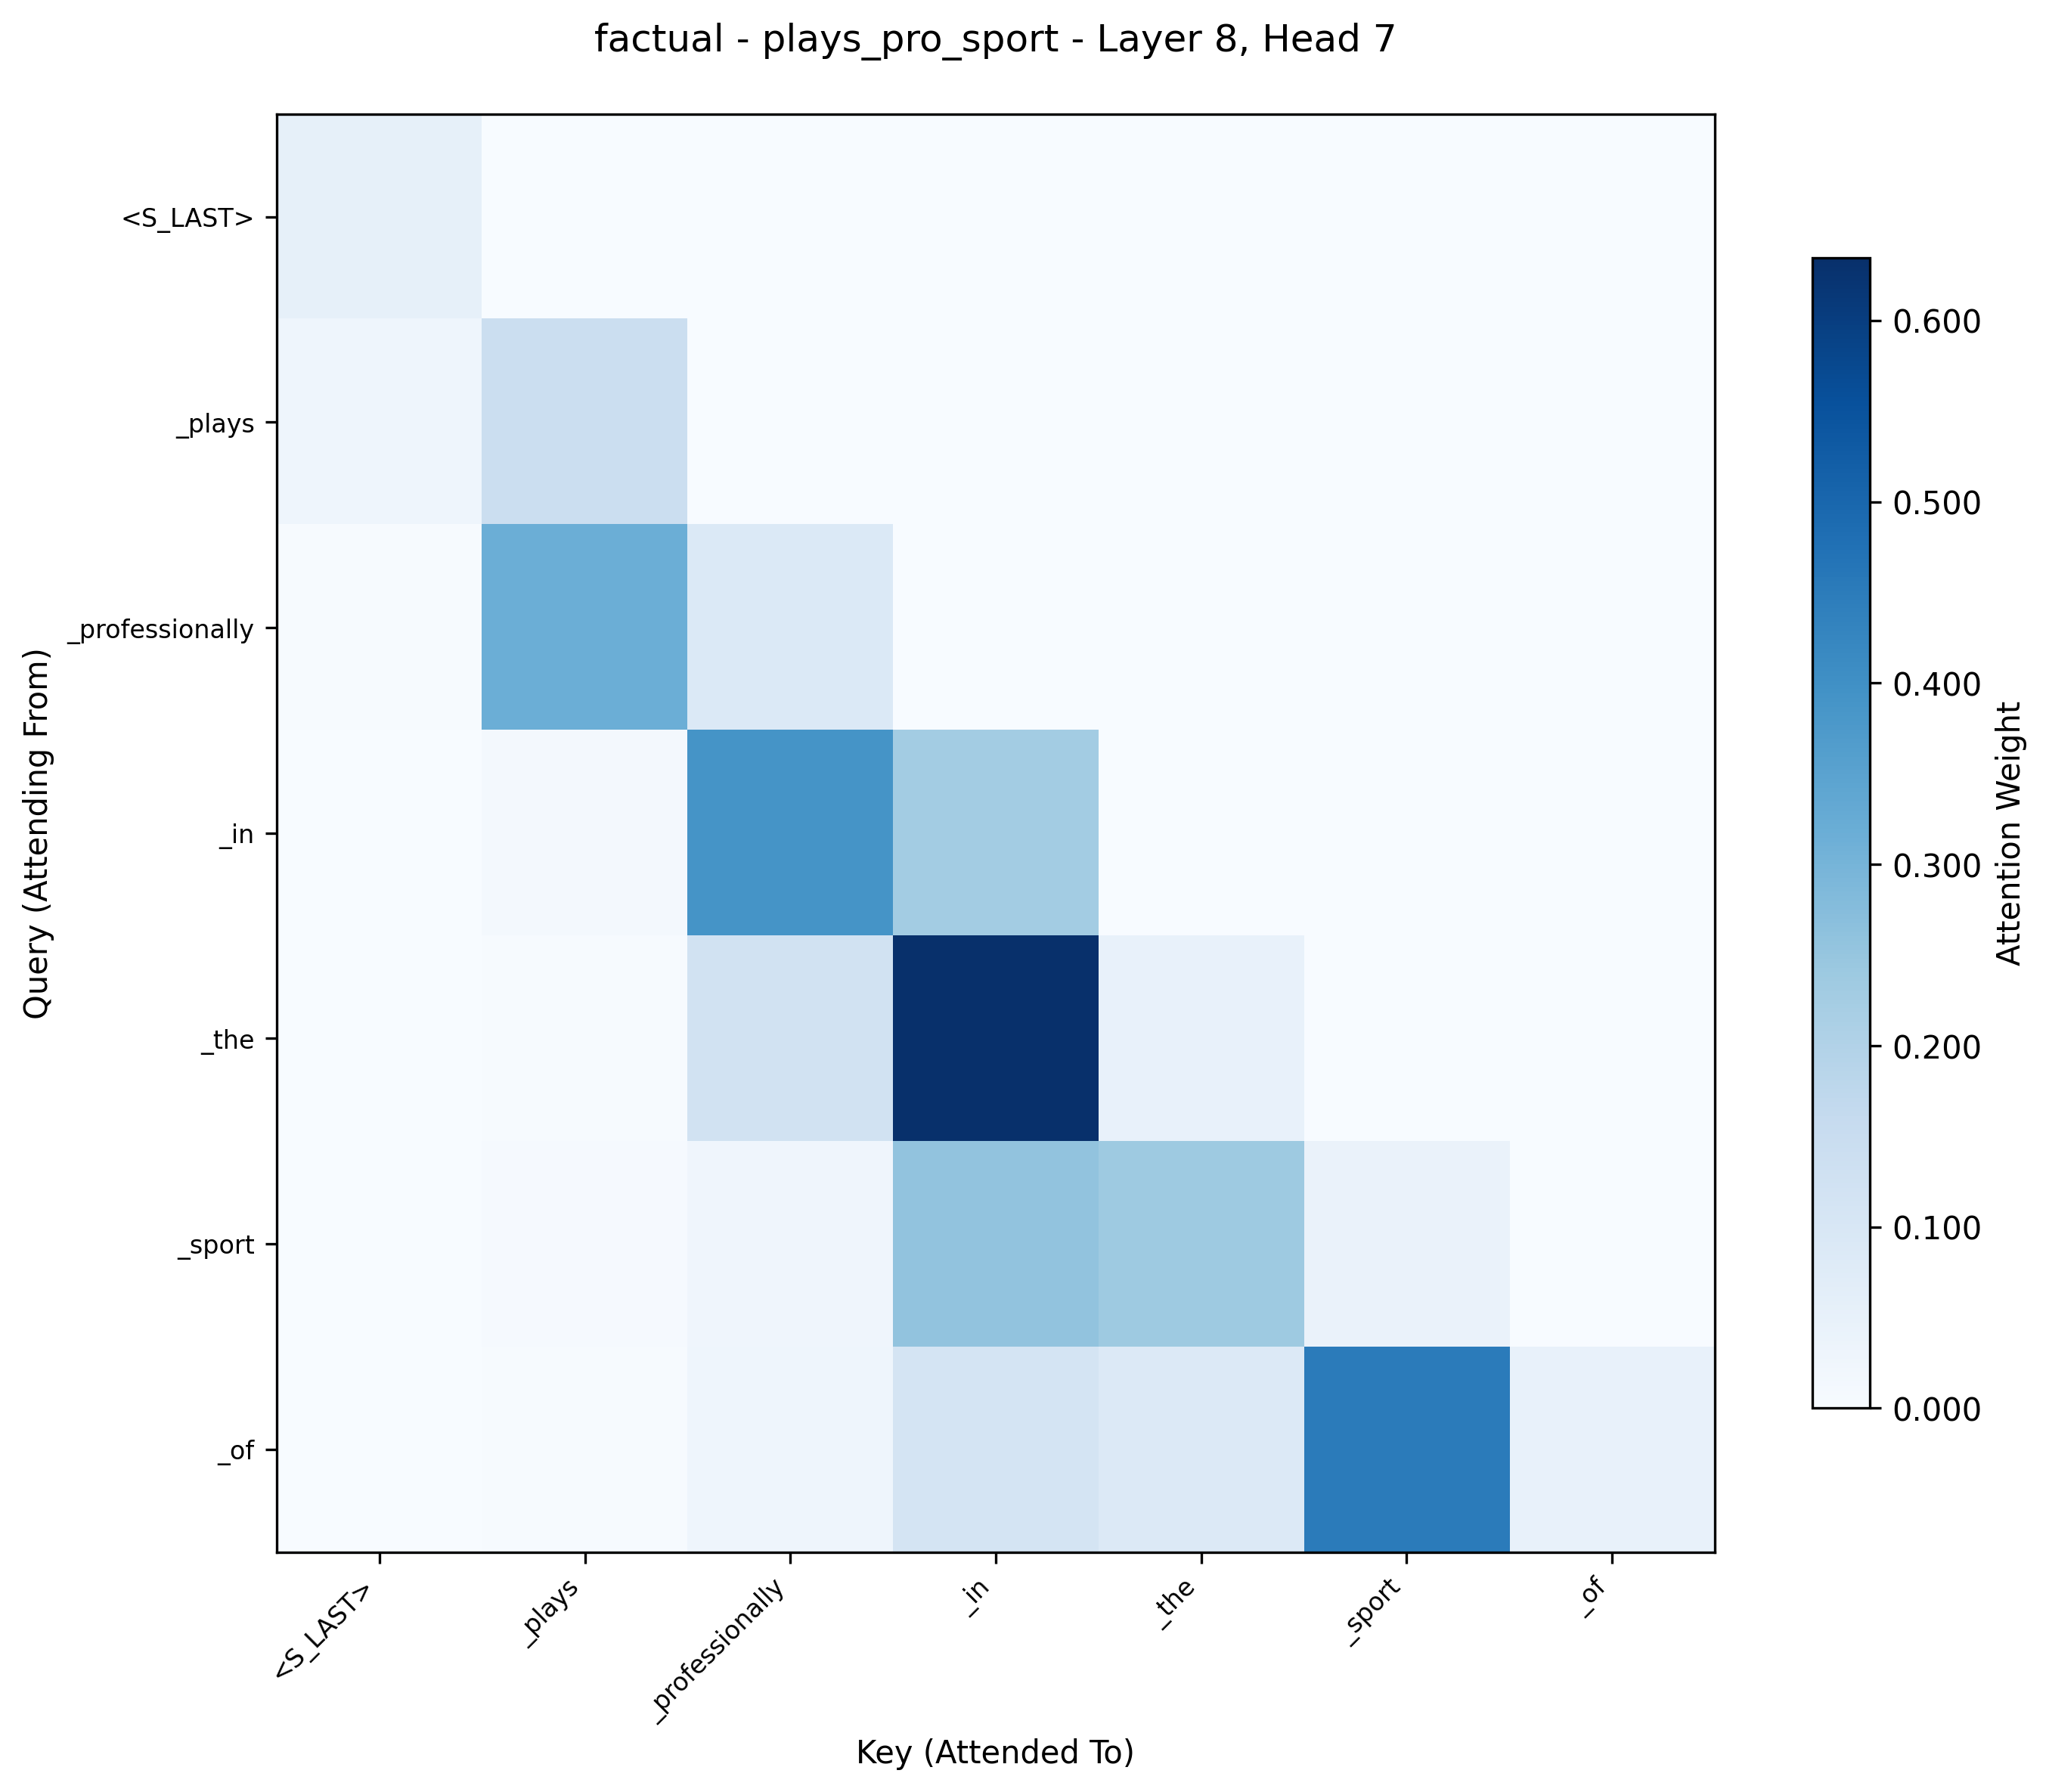 factual - plays_pro_sport - Layer 8, Head 7
Query (Attending From)
<S_LAST>
_plays
_professionally
_in
_the
_sport
_of
<S_LAST>
_plays
_professionally
_in
_the
_sport
_of
Key (Attended To)
0.600
0.500
0.400
0.300
0.200
0.100
0.000
Attention Weight